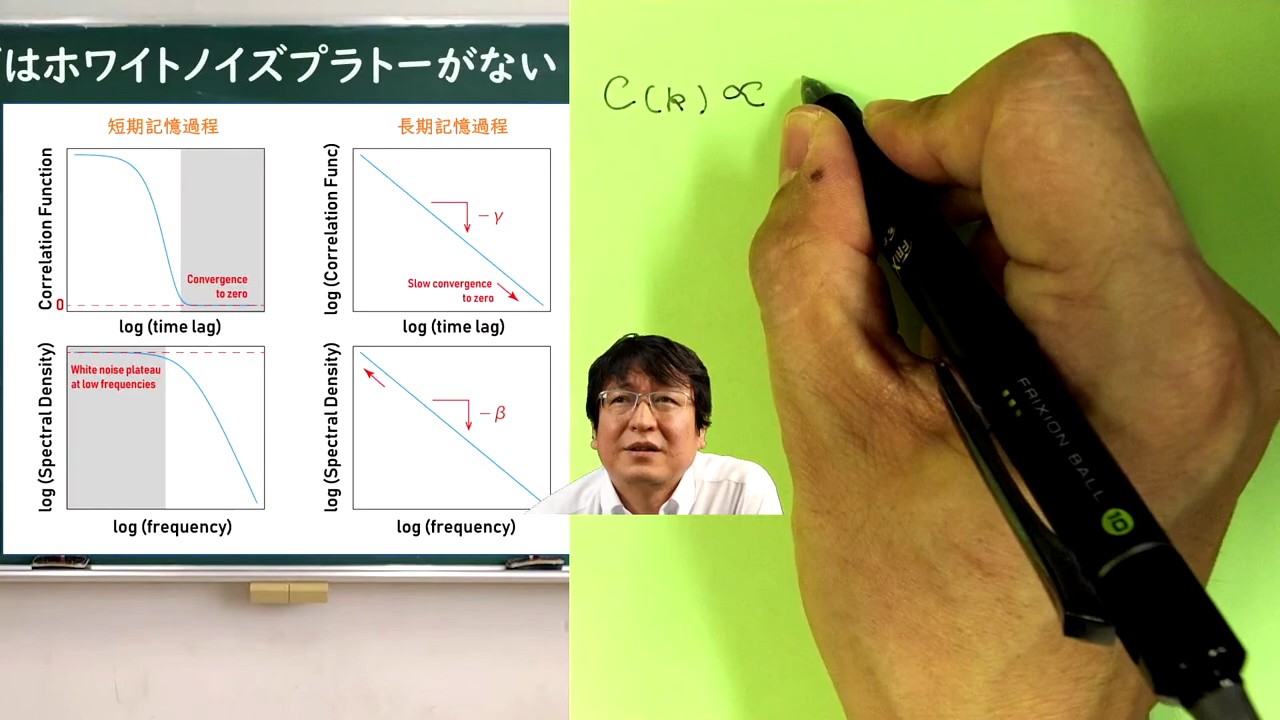 はホワイトノイズプラトーがない
短期記憶過程
長期記憶過程
Correlation Function
0
Convergence
to zero
log (time lag)
log (Correlation Func)
−γ
Slow convergence
to zero
log (time lag)
log (Spectral Density)
White noise plateau
at low frequencies
log (frequency)
log (Spectral Density)
−β
log (frequency)
C(k) ∝
FRIXION BALL
10